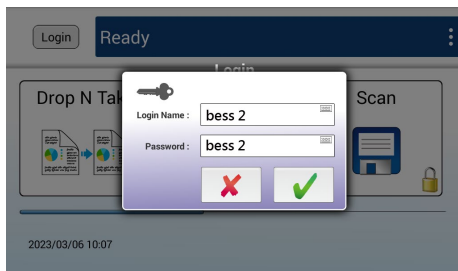 Login
Ready
Login
Drop N Tak
Scan
Login Name :
bess 2
Password :
bess 2
2023/03/06 10:07